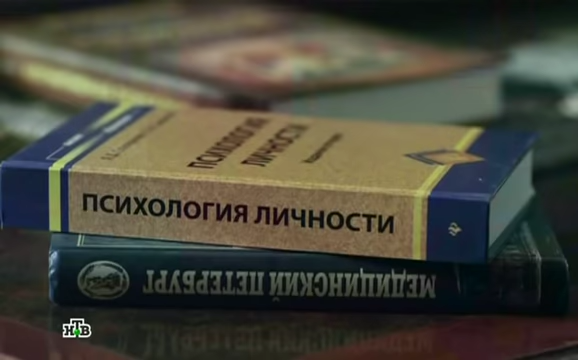 ПСИХОЛОГИЯ
ЛИЧНОСТИ
ПСИХОЛОГИЯ ЛИЧНОСТИ
МЕДИЦИНСКИЙ ПЕТЕРБУРГ
НТВ